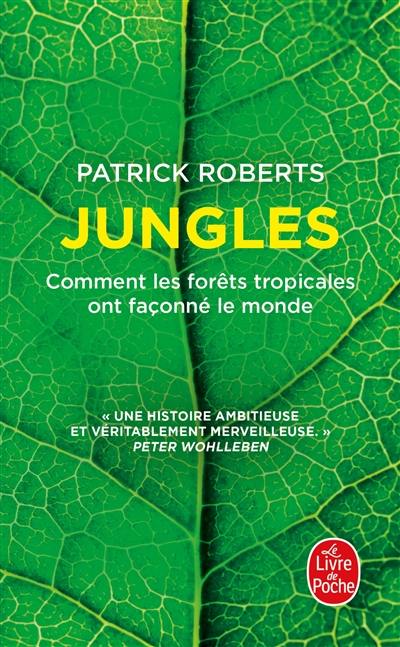 PATRICK ROBERTS
JUNGLES
Comment les forêts tropicales
ont façonné le monde
« UNE HISTOIRE AMBITIEUSE
ET VÉRITABLEMENT MERVEILLEUSE. »
PETER WOHLLEBEN
Le
Livre
de
Poche